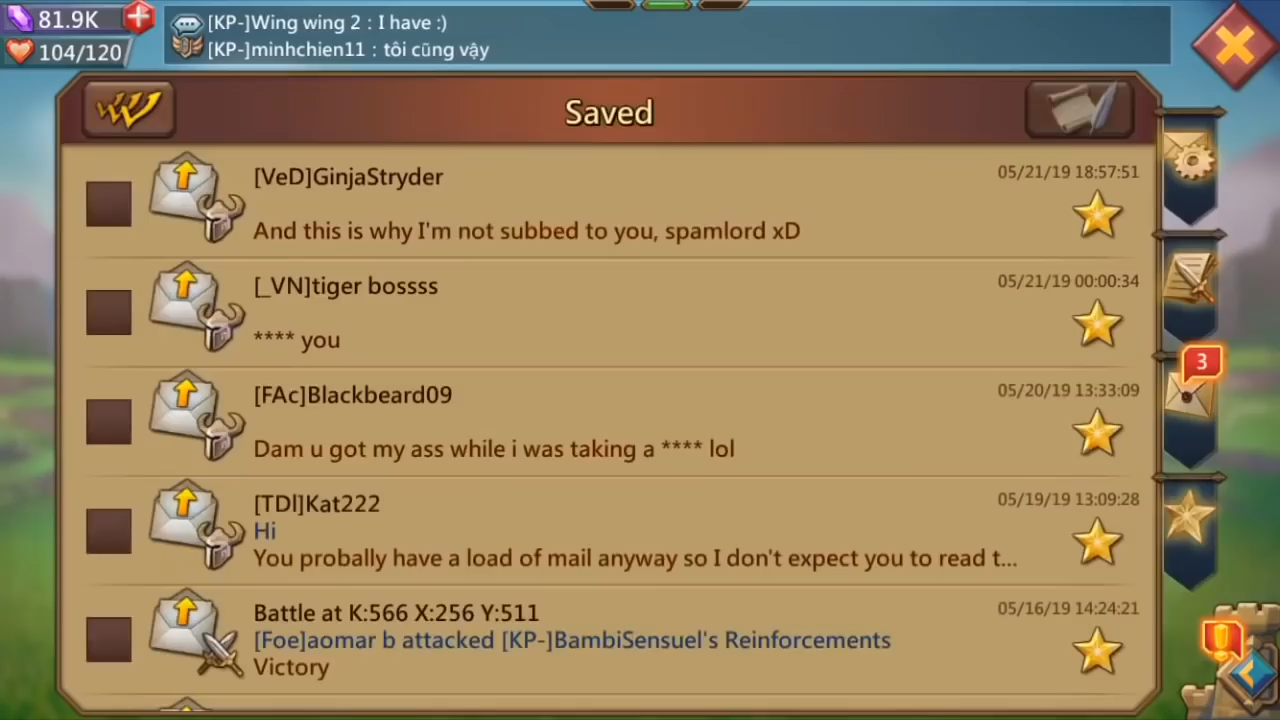 81.9K
104/120
[KP-]Wing wing 2 : I have :)
[KP-]minhchien11 : tôi cũng vậy
Saved
[VeD]GinjaStryder
05/21/19 18:57:51
And this is why I'm not subbed to you, spamlord xD
[_VN]tiger bossss
05/21/19 00:00:34
**** you
[FAc]Blackbeard09
05/20/19 13:33:09
Dam u got my ass while i was taking a **** lol
[TDl]Kat222
05/19/19 13:09:28
Hi
You probally have a load of mail anyway so I don't expect you to read t...
Battle at K:566 X:256 Y:511
05/16/19 14:24:21
[Foe]aomar b attacked [KP-]BambiSensuel's Reinforcements
Victory
3